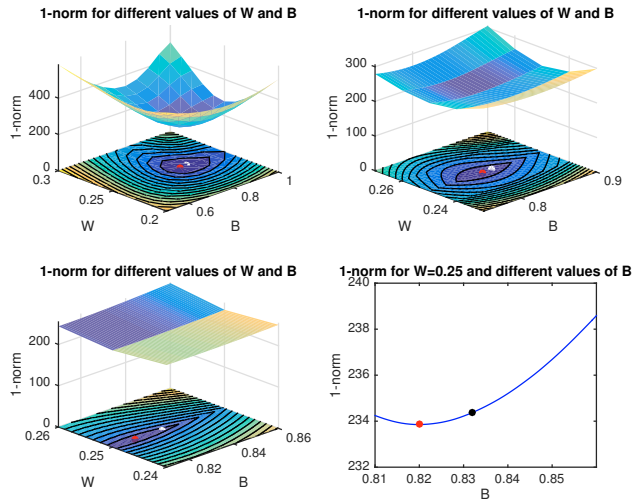 1-norm for different values of W and B
400
200
0
1-norm
0.3
0.25
0.2
W
0.6
0.8
1
B
1-norm for different values of W and B
300
200
100
0
1-norm
0.26
0.24
W
0.8
0.9
B
1-norm for different values of W and B
200
100
0
1-norm
0.26
0.25
0.24
W
0.82
0.84
0.86
B
1-norm for W=0.25 and different values of B
240
238
236
234
232
1-norm
0.81
0.82
0.83
0.84
0.85
B